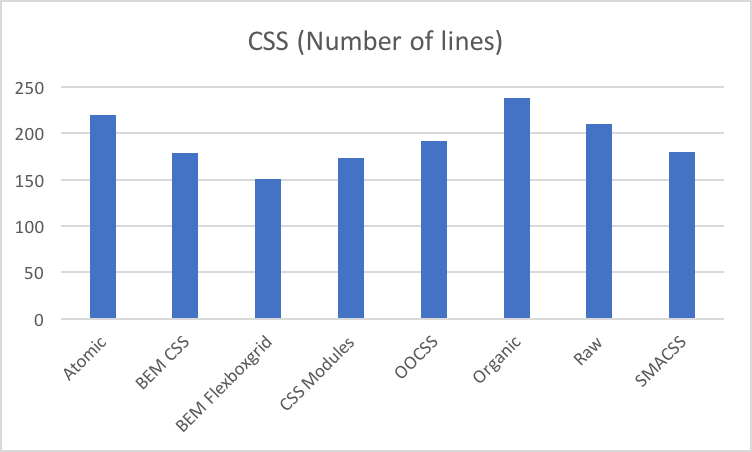 CSS (Number of lines)
250
200
150
100
50
0
Atomic
BEM CSS
BEM Flexboxgrid
CSS Modules
OOCSS
Organic
Raw
SMACSS